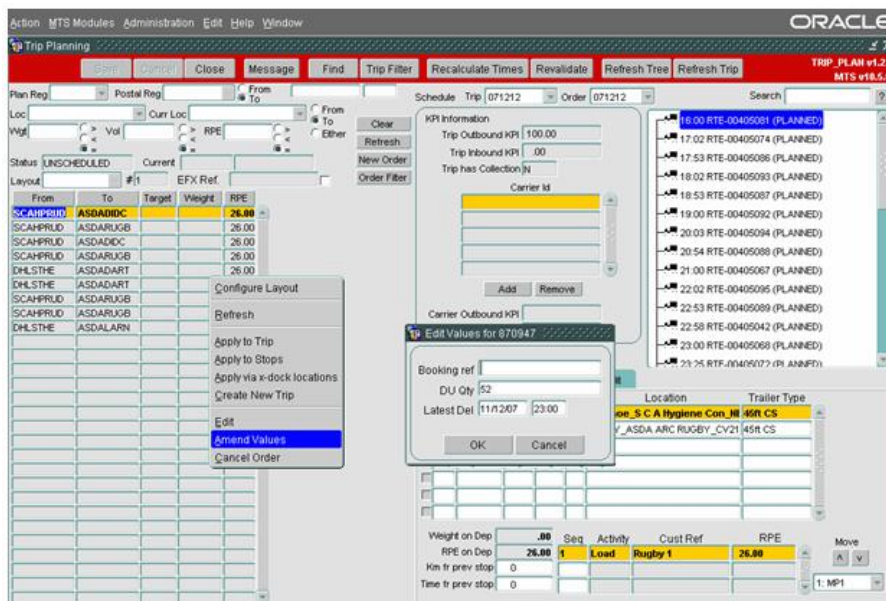 Action MTS Modules Administration Edit Help Window
ORACLE
Trip Planning
Save Cancel Close Message Find Trip Filter Recalculate Times Revalidate Refresh Tree Refresh Trip
TRIP_PLAN v1.2
MTS v10.5.
Plan Reg Postal Reg From To
Loc Curr Loc From To Either
Wgt > < = Vol > < = RPE > < =
Clear
Refresh
New Order
Order Filter
Status UNSCHEDULED Current
Layout #1 EFX Ref.
From To Target Weight RPE
SCAHPRUD ASDADIDC 26.00
SCAHPRUD ASDARUGB 26.00
SCAHPRUD ASDADIDC 26.00
SCAHPRUD ASDARUGB 26.00
DHLSTHE ASDADART 26.00
DHLSTHE ASDADART
SCAHPRUD ASDARUGB
SCAHPRUD ASDARUGB
DHLSTHE ASDALARN
Configure Layout
Refresh
Apply to Trip
Apply to Stops
Apply via x-dock locations
Create New Trip
Edit
Amend Values
Cancel Order
Schedule Trip 071212 Order 071212 Search ?
KPI Information
Trip Outbound KPI 100.00
Trip Inbound KPI .00
Trip has Collection N
Carrier Id
Add Remove
Carrier Outbound KPI
16:00 RTE-00405081 (PLANNED)
17:02 RTE-00405074 (PLANNED)
17:53 RTE-00405086 (PLANNED)
18:02 RTE-00405093 (PLANNED)
18:53 RTE-00405087 (PLANNED)
19:00 RTE-00405092 (PLANNED)
20:03 RTE-00405094 (PLANNED)
20:54 RTE-00405088 (PLANNED)
21:00 RTE-00405067 (PLANNED)
22:02 RTE-00405095 (PLANNED)
22:53 RTE-00405089 (PLANNED)
22:58 RTE-00405042 (PLANNED)
23:00 RTE-00405068 (PLANNED)
23:25 RTE-00405072 (PLANNED)
Edit Values for 870947
Booking ref
DU Qty 52
Latest Del 11/12/07 23:00
OK Cancel
Location Trailer Type
hoe_S C A Hygiene Con_NE 45ft CS
Y_ASDA ARC RUGBY_CV21 45ft CS
Weight on Dep .00
RPE on Dep 26.00
Km fr prev stop 0
Time fr prev stop 0
Seq Activity Cust Ref RPE
1 Load Rugby 1 26.00
Move
1: MP1